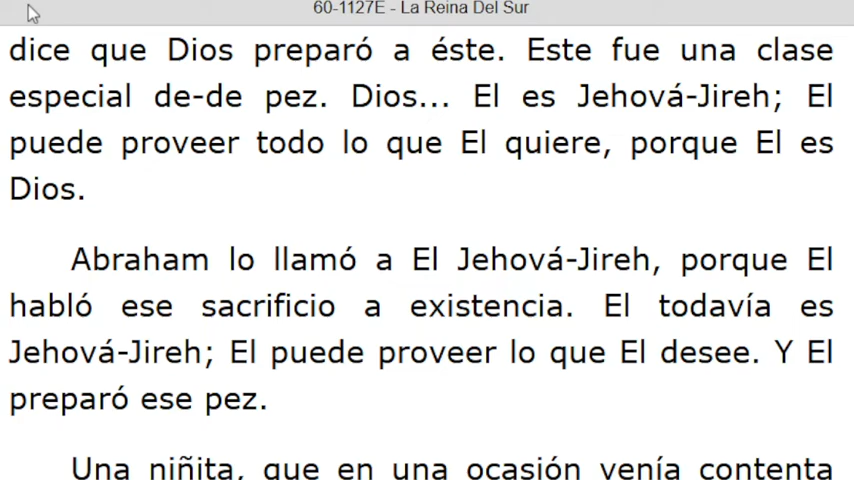 60-1127E - La Reina Del Sur
dice que Dios preparó a éste. Este fue una clase
especial de-de pez. Dios... El es Jehová-Jireh; El
puede proveer todo lo que El quiere, porque El es
Dios.
Abraham lo llamó a El Jehová-Jireh, porque El
habló ese sacrificio a existencia. El todavía es
Jehová-Jireh; El puede proveer lo que El desee. Y El
preparó ese pez.
Una niñita, que en una ocasión venía contenta